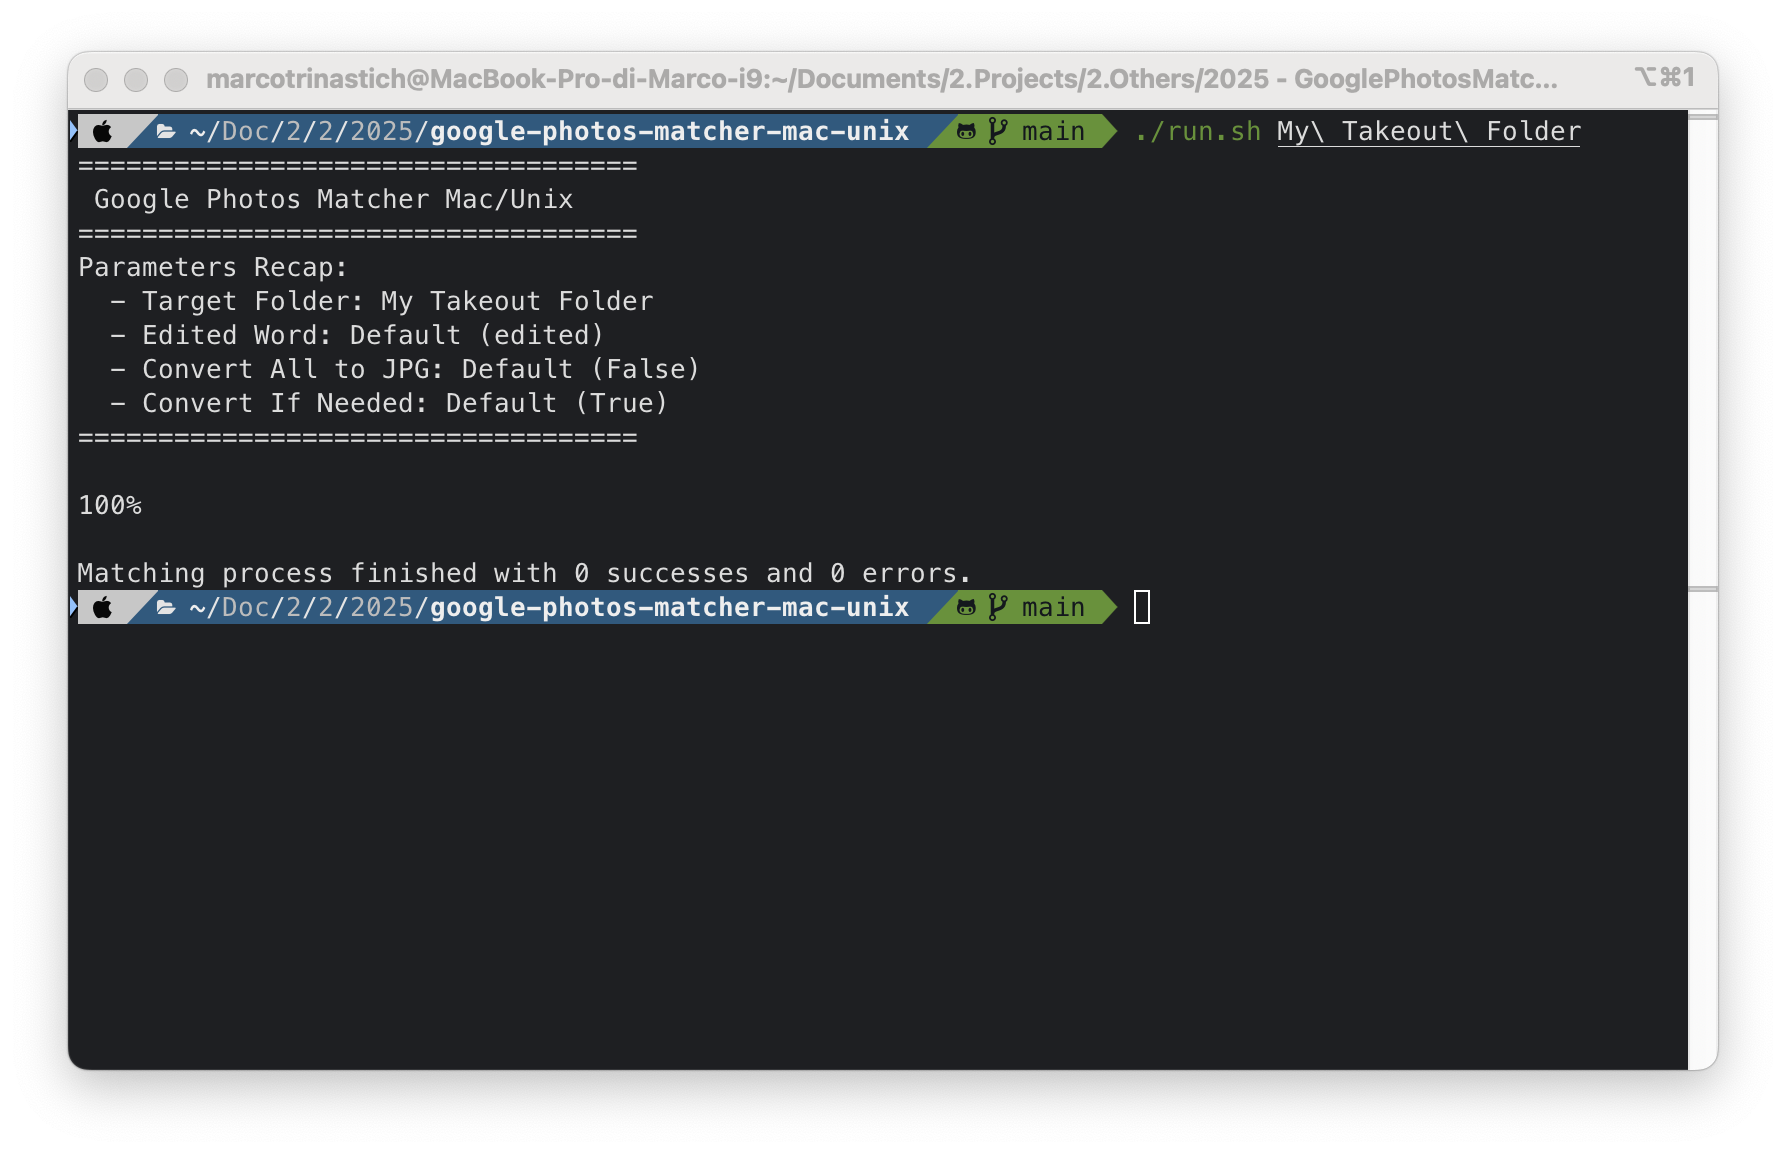 marcotrinastich@MacBook-Pro-di-Marco-i9:~/Documents/2.Projects/2.Others/2025 - GooglePhotosMatc... ⌥⌘1
~/Doc/2/2/2025/google-photos-matcher-mac-unix main ./run.sh My\ Takeout\ Folder
===================================
Google Photos Matcher Mac/Unix
===================================
Parameters Recap:
- Target Folder: My Takeout Folder
- Edited Word: Default (edited)
- Convert All to JPG: Default (False)
- Convert If Needed: Default (True)
===================================
100%
Matching process finished with 0 successes and 0 errors.
~/Doc/2/2/2025/google-photos-matcher-mac-unix main